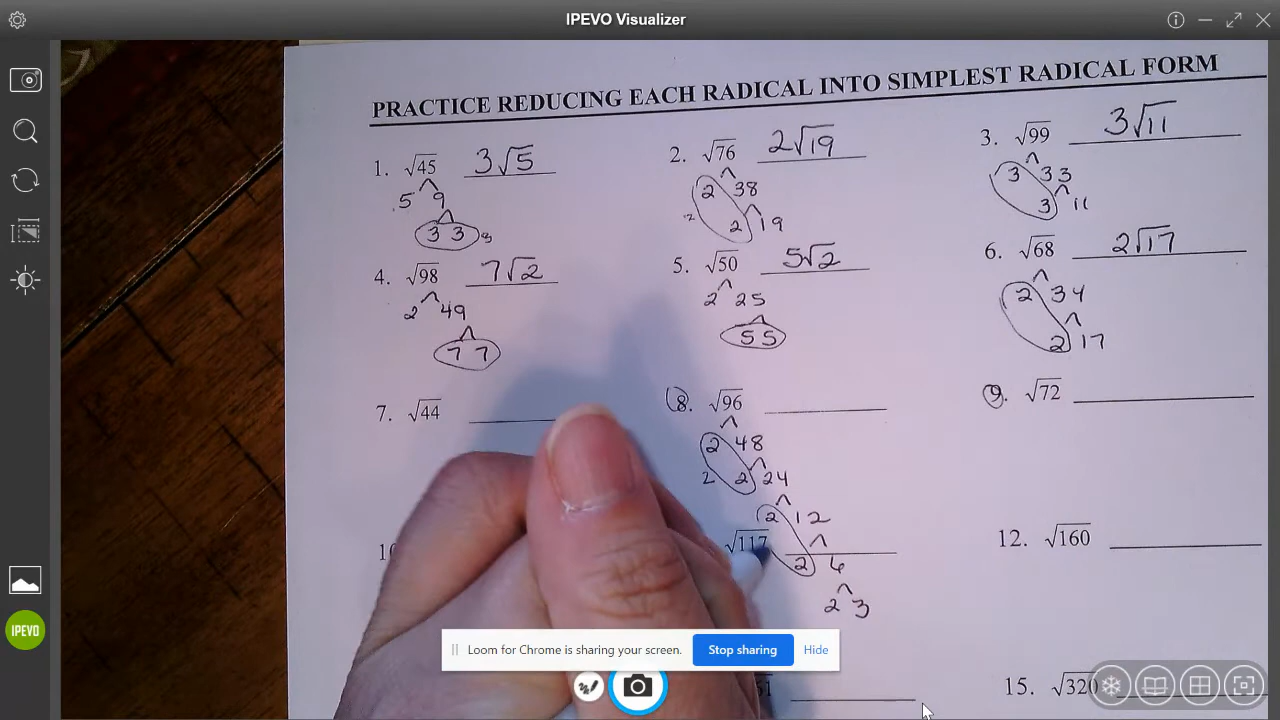 IPEVO Visualizer
PRACTICE REDUCING EACH RADICAL INTO SIMPLEST RADICAL FORM
1. √45 3√5
5 9
3 3 3
2. √76 2√19
2 38
2 2 19
3. √99 3√11
3 33
3 11
4. √98 7√2
2 49
7 7
5. √50 5√2
2 25
5 5
6. √68 2√17
2 34
2 17
7. √44
8. √96
2 48
2 2 24
2 12
2 6
2 3
9. √72
10
√117
12. √160
15. √320
IPEVO
Loom for Chrome is sharing your screen. Stop sharing Hide